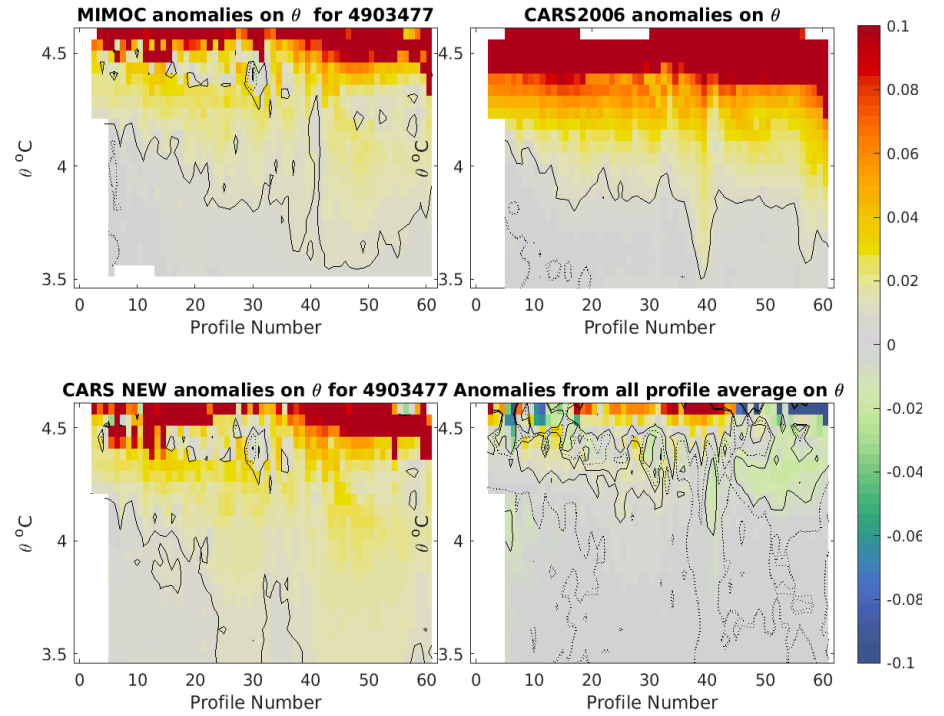 MIMOC anomalies on θ for 4903477
CARS2006 anomalies on θ
4.5
4
3.5
θ °C
0 10 20 30 40 50 60
Profile Number
4.5
4
3.5
θ °C
0 10 20 30 40 50 60
Profile Number
CARS NEW anomalies on θ for 4903477
Anomalies from all profile average on θ
4.5
4
3.5
θ °C
0 10 20 30 40 50 60
Profile Number
4.5
4
3.5
θ °C
0 10 20 30 40 50 60
Profile Number
0.1
0.08
0.06
0.04
0.02
0
-0.02
-0.04
-0.06
-0.08
-0.1